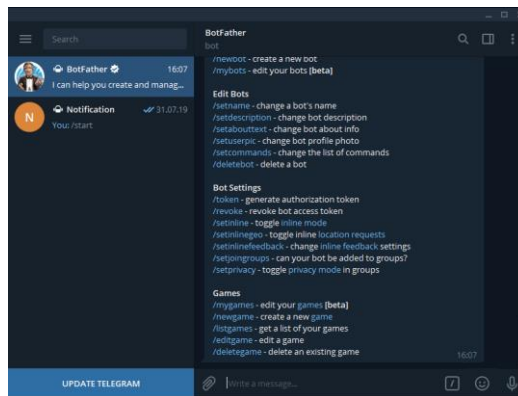 Search
BotFather 16:07
I can help you create and manag...
Notification 31.07.19
You: /start
N
UPDATE TELEGRAM
BotFather
bot
/newbot - create a new bot
/mybots - edit your bots [beta]
Edit Bots
/setname - change a bot's name
/setdescription - change bot description
/setabouttext - change bot about info
/setuserpic - change bot profile photo
/setcommands - change the list of commands
/deletebot - delete a bot
Bot Settings
/token - generate authorization token
/revoke - revoke bot access token
/setinline - toggle inline mode
/setinlinegeo - toggle inline location requests
/setinlinefeedback - change inline feedback settings
/setjoingroups - can your bot be added to groups?
/setprivacy - toggle privacy mode in groups
Games
/mygames - edit your games [beta]
/newgame - create a new game
/listgames - get a list of your games
/editgame - edit a game
/deletegame - delete an existing game
16:07
Write a message...